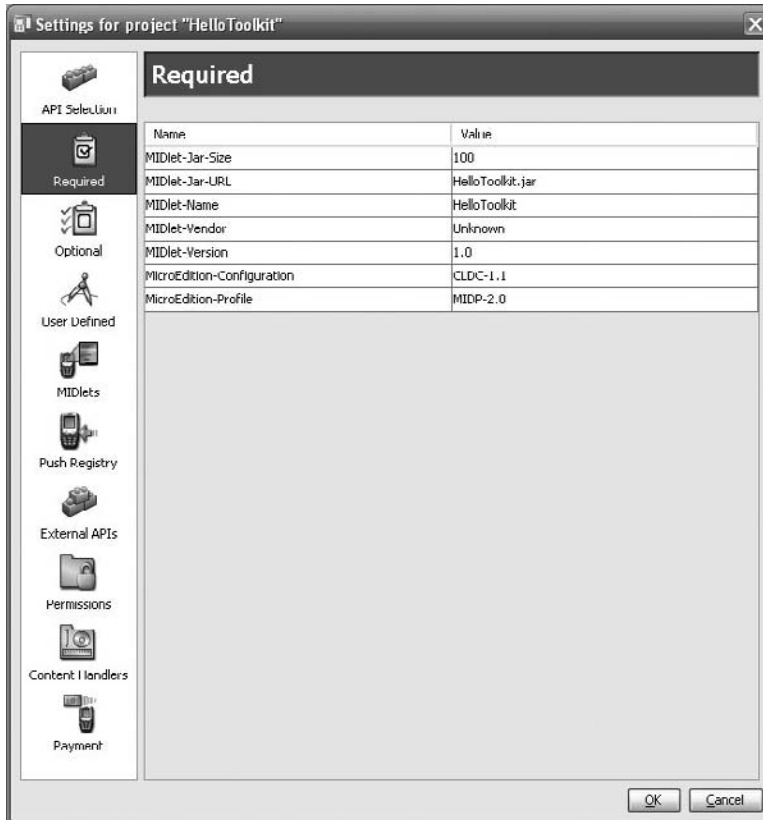 Settings for project "HelloToolkit"
API Selection
Required
Optional
User Defined
MIDlets
Push Registry
External APIs
Permissions
Content Handlers
Payment
Required
Name Value
MIDlet-Jar-Size 100
MIDlet-Jar-URL HelloToolkit.jar
MIDlet-Name HelloToolkit
MIDlet-Vendor Unknown
MIDlet-Version 1.0
MicroEdition-Configuration CLDC-1.1
MicroEdition-Profile MIDP-2.0
OK Cancel